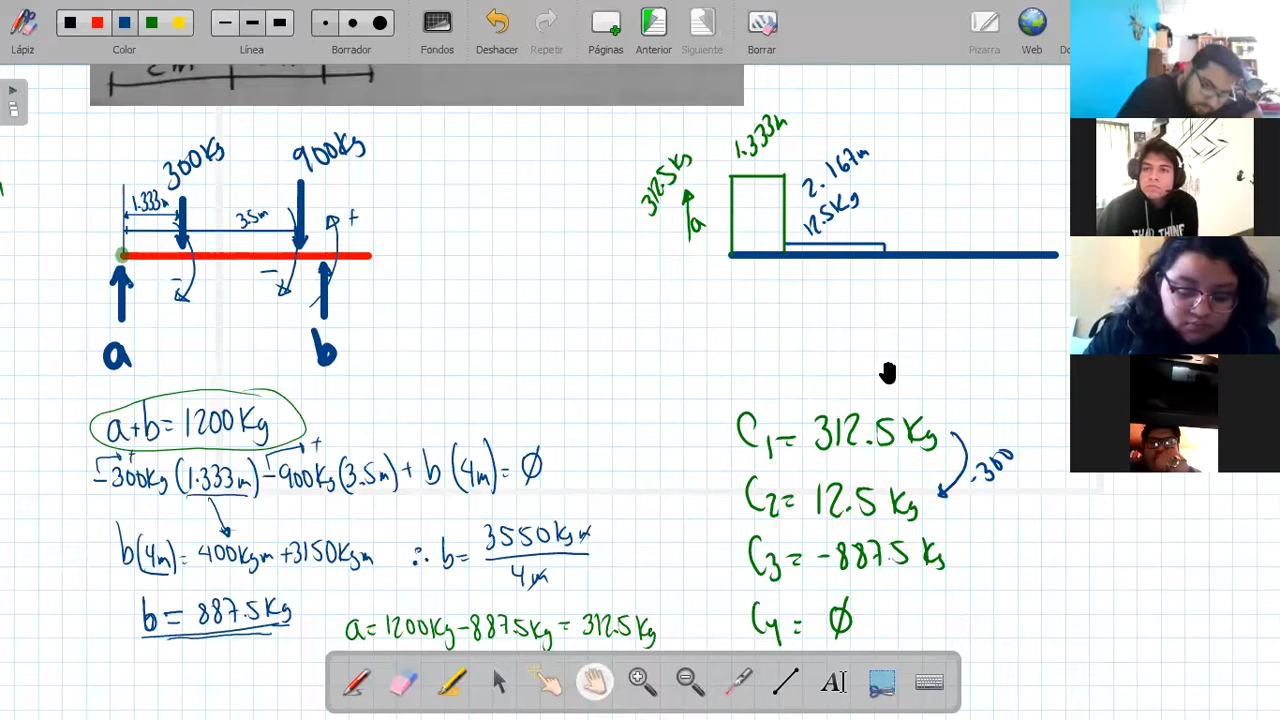 Lápiz
Color
Línea
Borrador
Fondos
Deshacer
Repetir
Páginas
Anterior
Siguiente
Borrar
Pizarra
Web
300Kg
900Kg
1.333m
3.5m
+
-
-
a
b
312.5Kg
1.333m
2.167m
12.5Kg
a
a+b=1200Kg
+
+
-300Kg(1.333m)-900Kg(3.5m)+b(4m)=Ø
b(4m)=400Kgm+3150Kgm ∴ b= 3550Kgm
4m
b=887.5Kg
a=1200Kg-887.5Kg=312.5Kg
C1=312.5Kg
-300
C2=12.5Kg
C3=-887.5Kg
C4=Ø
AI